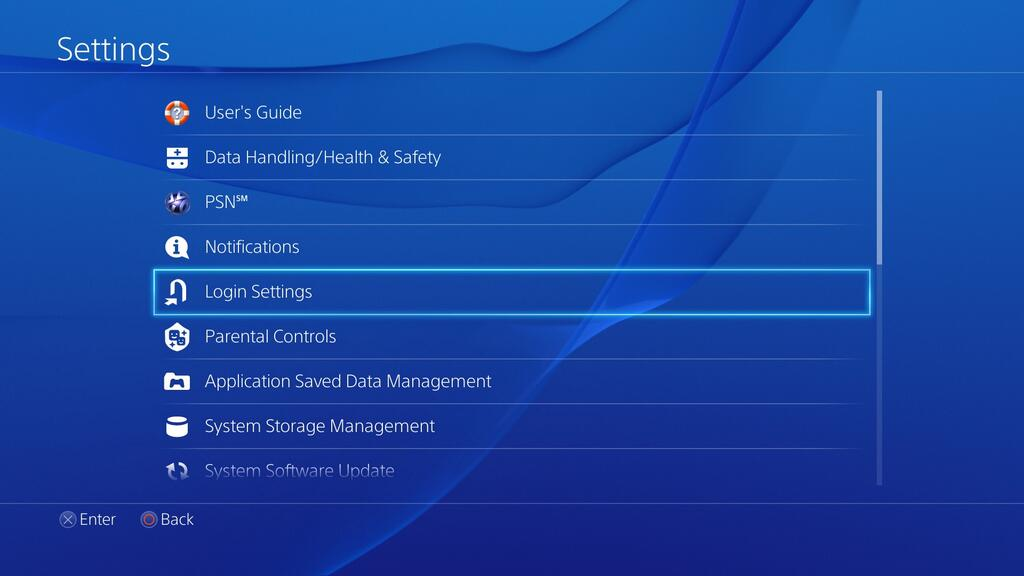 Settings
User's Guide
Data Handling/Health & Safety
PSN℠
Notifications
Login Settings
Parental Controls
Application Saved Data Management
System Storage Management
System Software Update
Enter Back